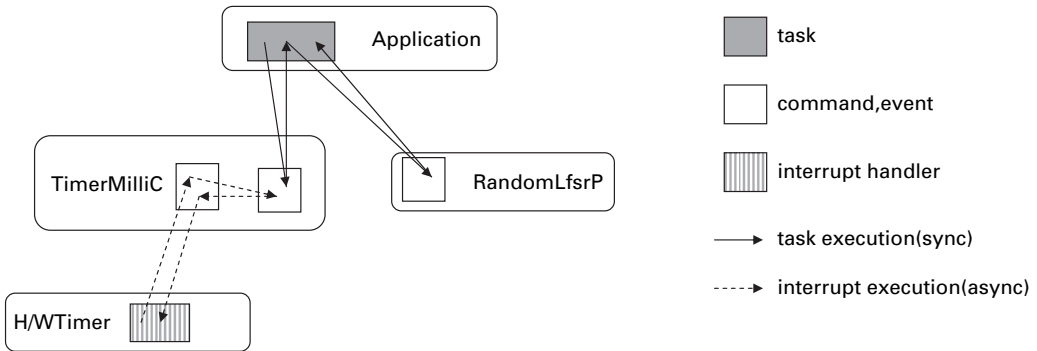 Application
TimerMilliC
RandomLfsrP
H/WTimer
task
command,event
interrupt handler
task execution(sync)
interrupt execution(async)